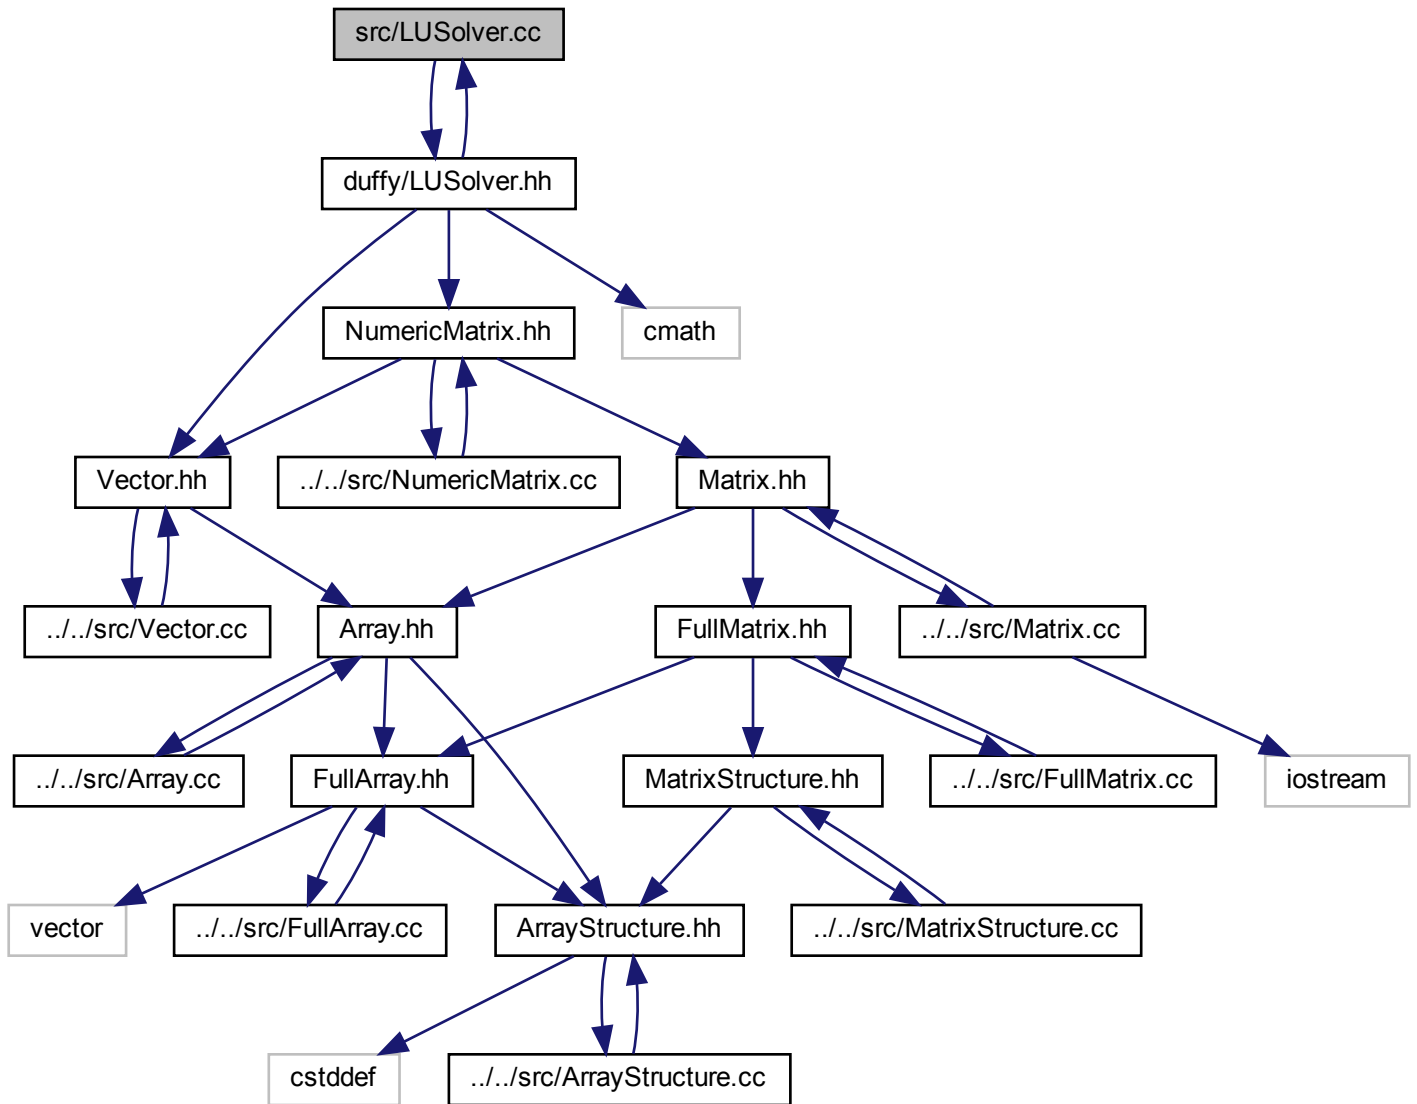 src/LUSolver.cc
duffy/LUSolver.hh
NumericMatrix.hh
cmath
Vector.hh
../../src/NumericMatrix.cc
Matrix.hh
../../src/Vector.cc
Array.hh
FullMatrix.hh
../../src/Matrix.cc
../../src/Array.cc
FullArray.hh
MatrixStructure.hh
../../src/FullMatrix.cc
iostream
vector
../../src/FullArray.cc
ArrayStructure.hh
../../src/MatrixStructure.cc
cstddef
../../src/ArrayStructure.cc